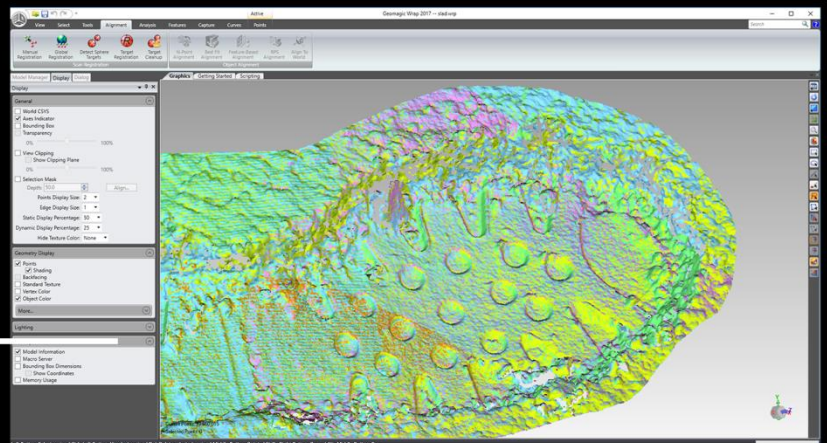 Active
Geomagic Wrap 2017 -- slad.wrp
View Select Tools Alignment Analysis Features Capture Curves Points
Search
Manual Registration
Global Registration
Detect Sphere Targets
Target Registration
Target Cleanup
N-Point Alignment
Best Fit Alignment
Feature-Based Alignment
RPS Alignment
Align To World
Scan Registration
Object Alignment
Model Manager Display Dialog
Graphics Getting Started Scripting
Display
General
World CSYS
Axes Indicator
Bounding Box
Transparency
0% 100%
View Clipping
Show Clipping Plane
0% 100%
Selection Mask
Depth: 50.0 Align...
Points Display Size: 2
Edge Display Size: 1
Static Display Percentage: 50
Dynamic Display Percentage: 25
Hide Texture Color: None
Geometry Display
Points
Shading
Backfacing
Standard Texture
Vertex Color
Object Color
More...
Lighting
Model Information
Macro Server
Bounding Box Dimensions
Show Coordinates
Memory Usage